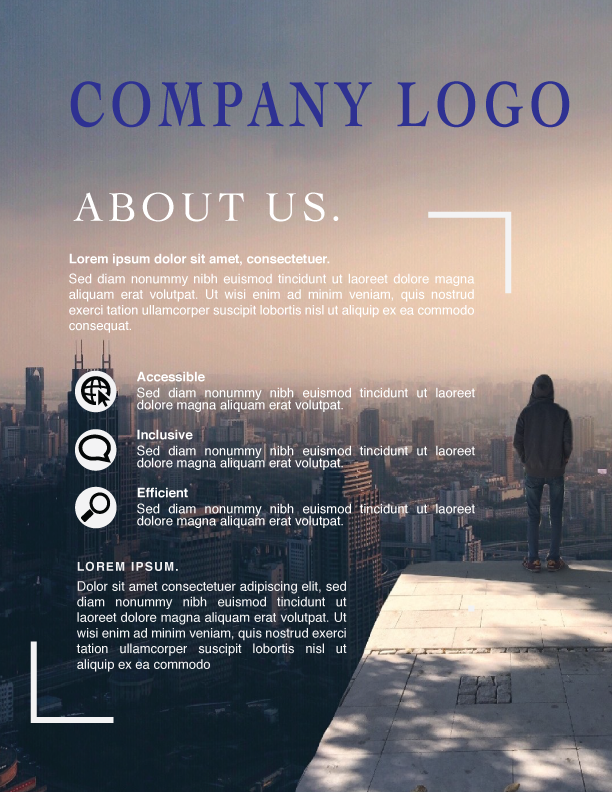 COMPANY LOGO
ABOUT US.
Lorem ipsum dolor sit amet, consectetuer.
Sed diam nonummy nibh euismod tincidunt ut laoreet dolore magna
aliquam erat volutpat. Ut wisi enim ad minim veniam, quis nostrud
exerci tation ullamcorper suscipit lobortis nisl ut aliquip ex ea commodo
consequat.
Accessible
Sed diam nonummy nibh euismod tincidunt ut laoreet
dolore magna aliquam erat volutpat.
Inclusive
Sed diam nonummy nibh euismod tincidunt ut laoreet
dolore magna aliquam erat volutpat.
Efficient
Sed diam nonummy nibh euismod tincidunt ut laoreet
dolore magna aliquam erat volutpat.
LOREM IPSUM.
Dolor sit amet consectetuer adipiscing elit, sed
diam nonummy nibh euismod tincidunt ut
laoreet dolore magna aliquam erat volutpat. Ut
wisi enim ad minim veniam, quis nostrud exerci
tation ullamcorper suscipit lobortis nisl ut
aliquip ex ea commodo